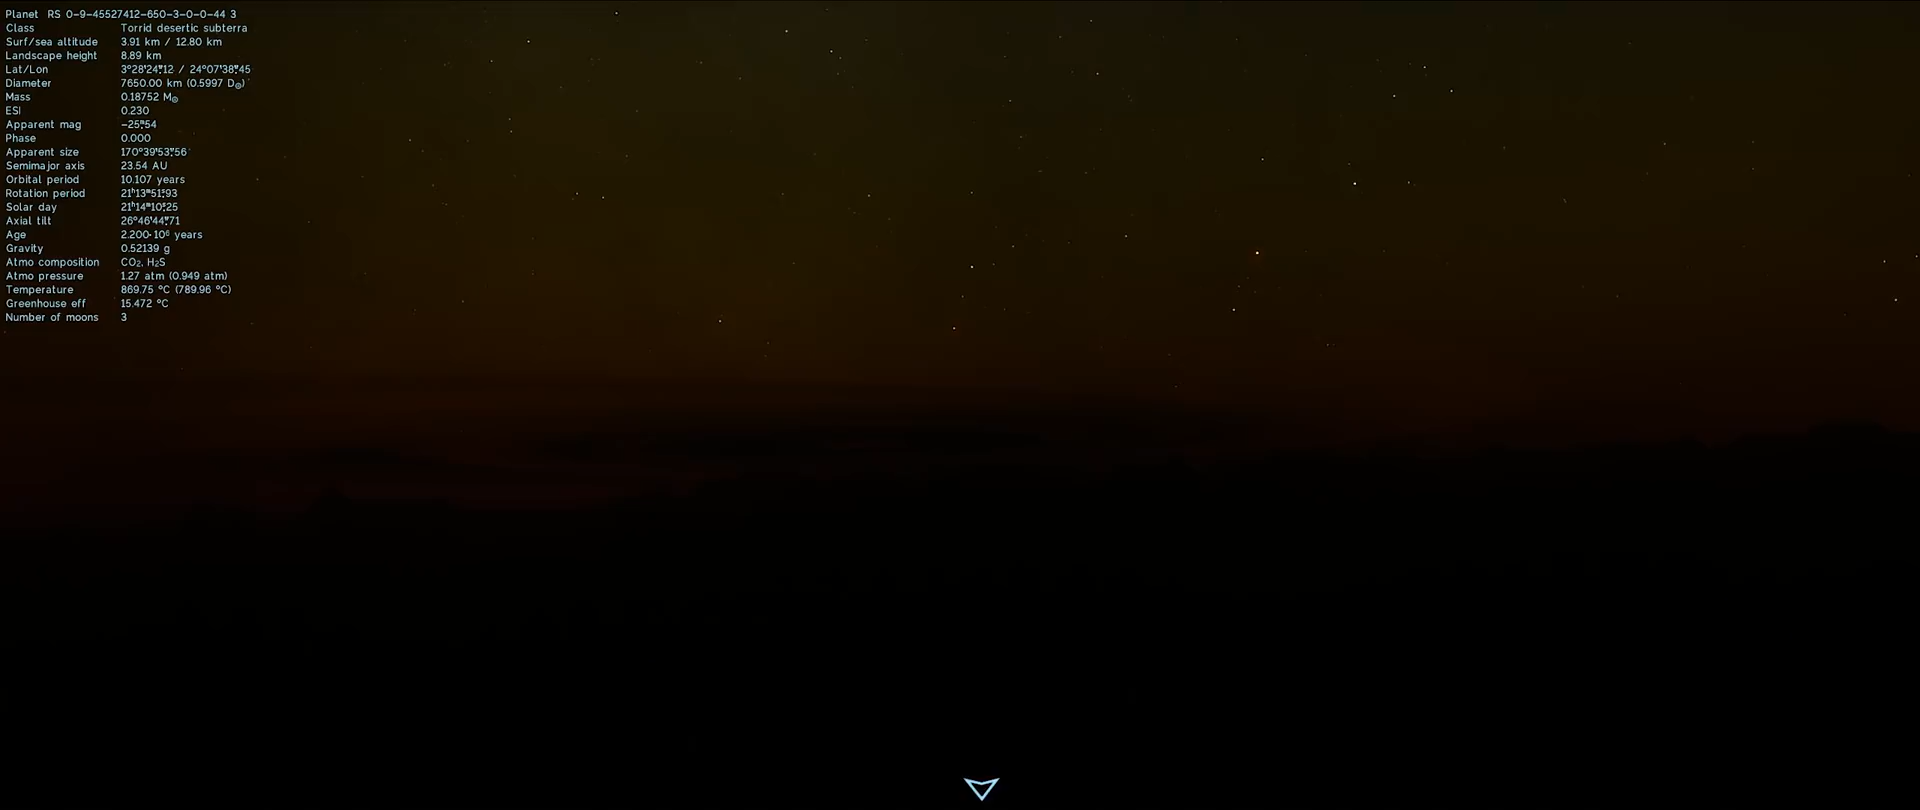 Planet RS 0-9-45527412-650-3-0-0-44 3
Class Torrid desertic subterra
Surf/sea altitude 3.91 km / 12.80 km
Landscape height 8.89 km
Lat/Lon 3°28'24".12 / 24°07'38".45
Diameter 7650.00 km (0.5997 D⊕)
Mass 0.18752 M⊕
ESI 0.230
Apparent mag -25ᵐ.54
Phase 0.000
Apparent size 170°39'53".56
Semimajor axis 23.54 AU
Orbital period 10.107 years
Rotation period 21ʰ13ᵐ51ˢ.93
Solar day 21ʰ14ᵐ10ˢ.25
Axial tilt 26°46'44".71
Age 2.200·10⁶ years
Gravity 0.52139 g
Atmo composition CO₂, H₂S
Atmo pressure 1.27 atm (0.949 atm)
Temperature 869.75 °C (789.96 °C)
Greenhouse eff 15.472 °C
Number of moons 3